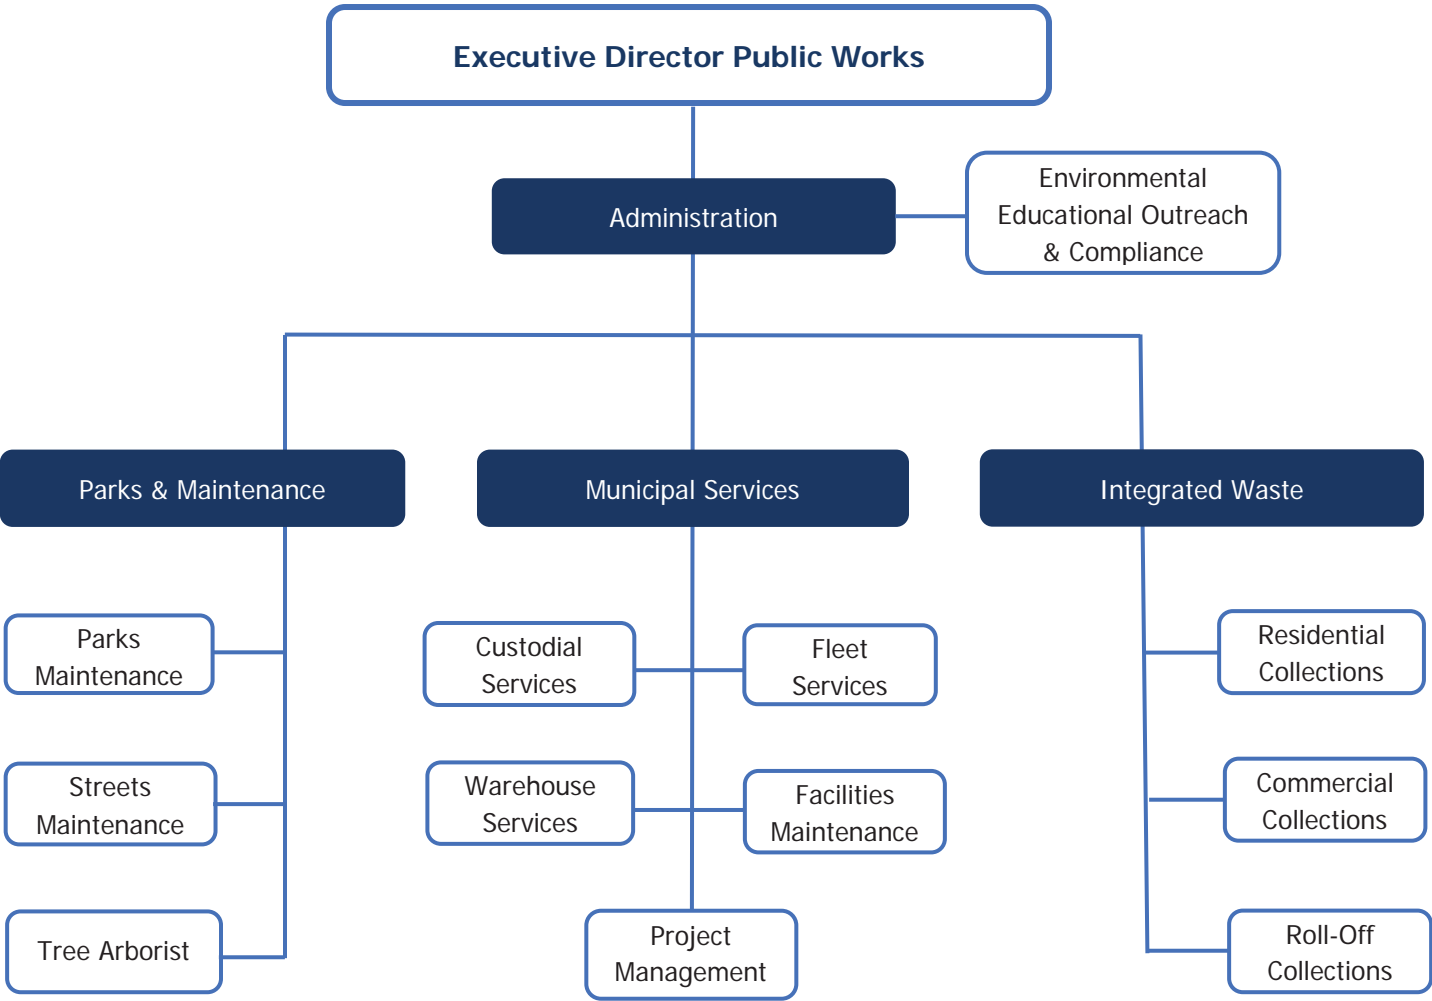 Executive Director Public Works
Administration
Environmental
Educational Outreach
& Compliance
Parks & Maintenance
Municipal Services
Integrated Waste
Parks
Maintenance
Streets
Maintenance
Tree Arborist
Custodial
Services
Fleet
Services
Warehouse
Services
Facilities
Maintenance
Project
Management
Residential
Collections
Commercial
Collections
Roll-Off
Collections